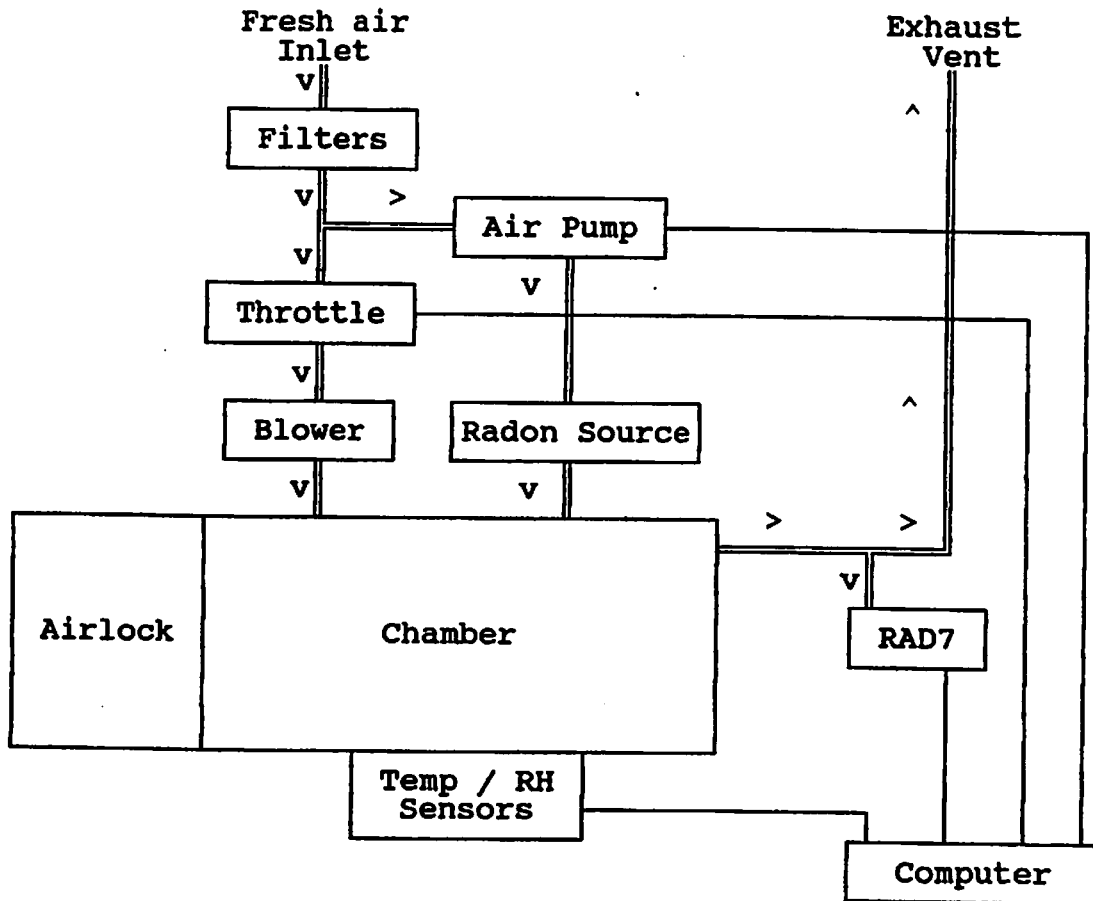 Fresh air
Inlet
Exhaust
Vent
v
^
Filters
v
>
Air Pump
v
v
Throttle
v
^
Blower
Radon Source
v
v
>
>
v
Airlock
Chamber
RAD7
Temp / RH
Sensors
Computer